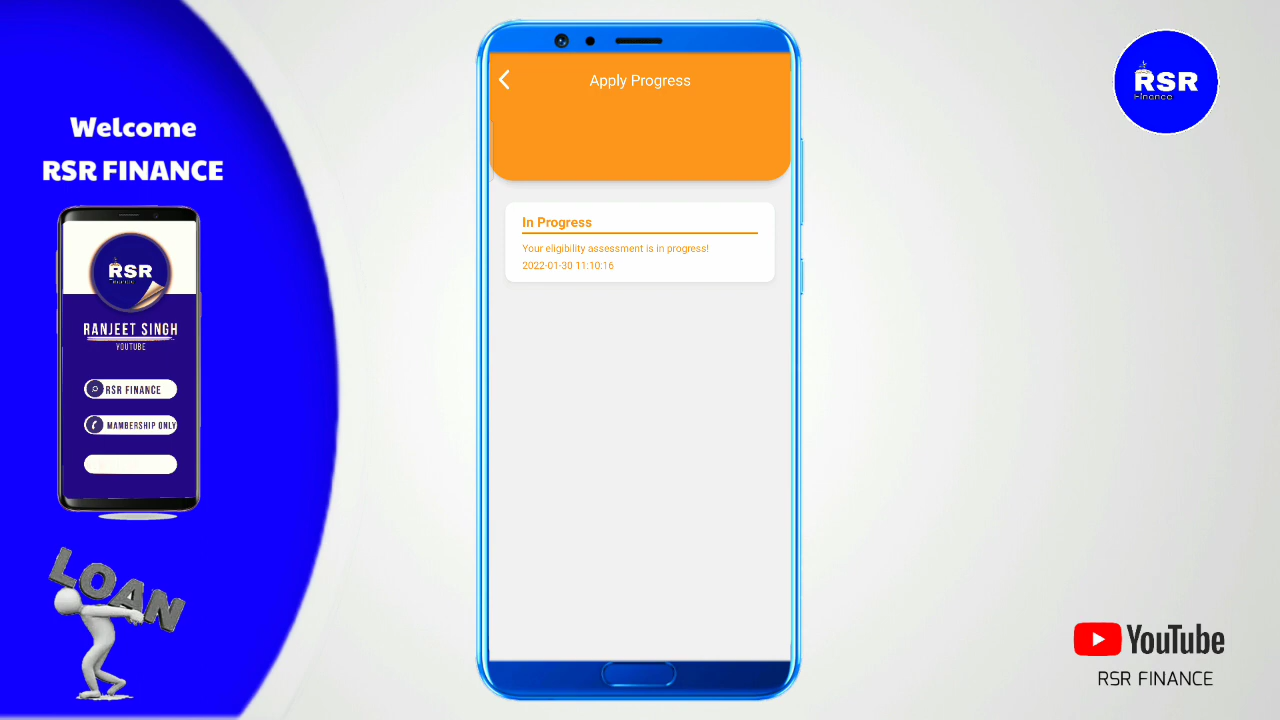 Welcome
RSR FINANCE
RSR
Finance
RANJEET SINGH
YOUTUBE
RSR FINANCE
MAMBERSHIP ONLY
LOAN
Apply Progress
In Progress
Your eligibility assessment is in progress!
2022-01-30 11:10:16
RSR
Finance
YouTube
RSR FINANCE